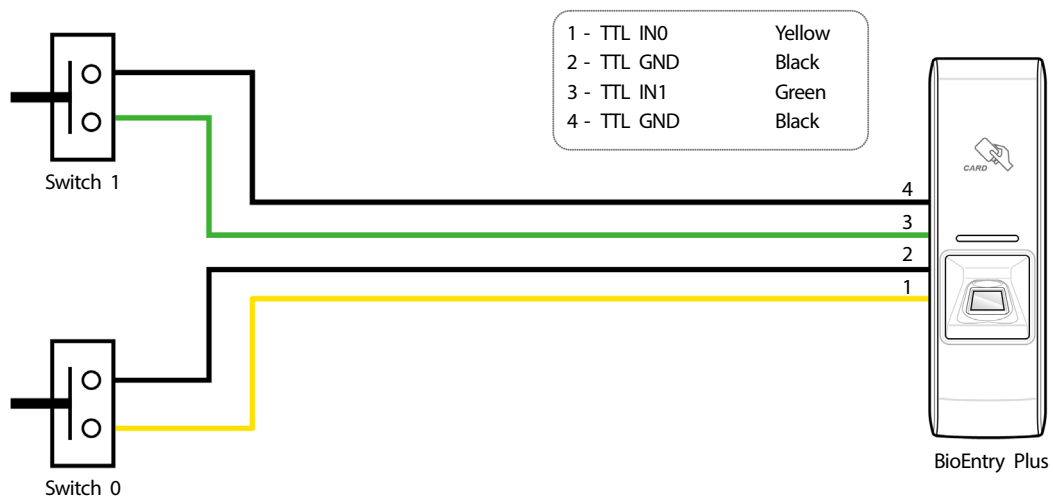 1 - TTL IN0 Yellow
2 - TTL GND Black
3 - TTL IN1 Green
4 - TTL GND Black
Switch 1
CARD
4
3
2
1
BioEntry Plus
Switch 0